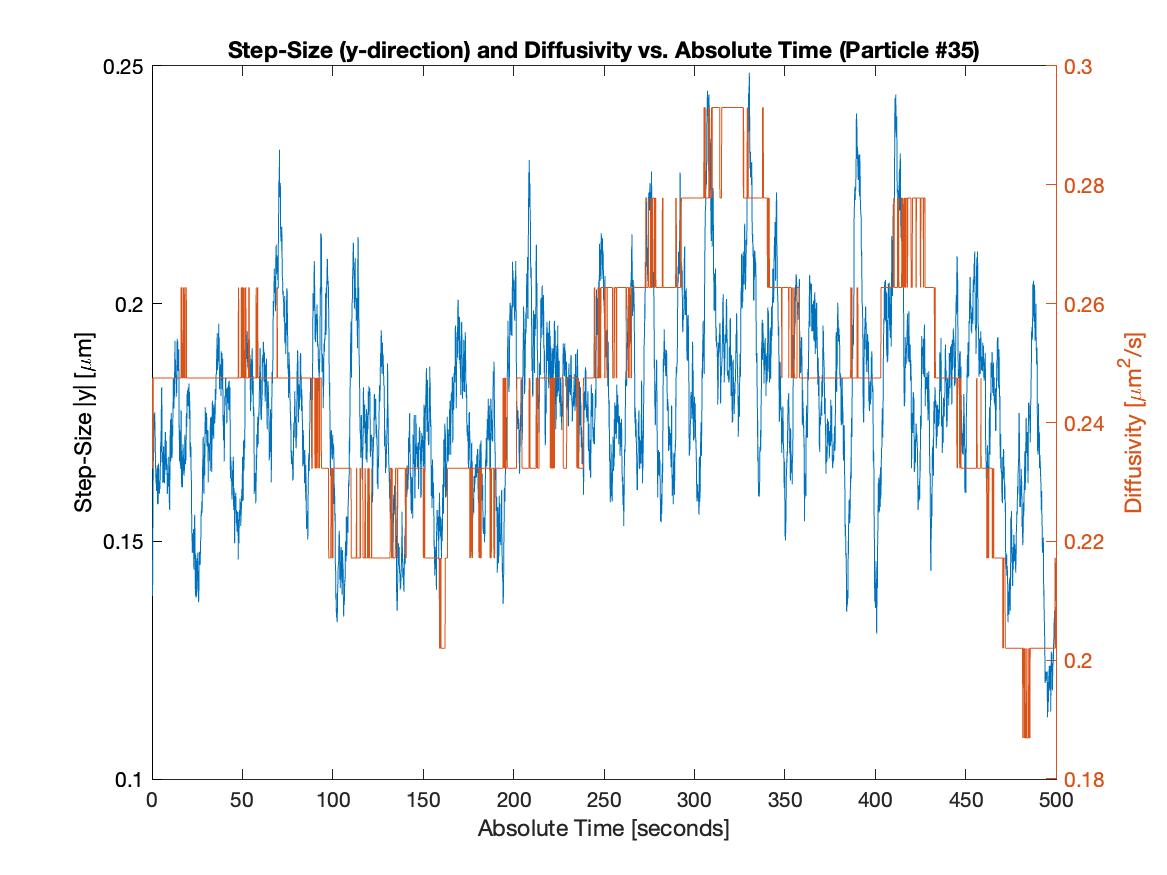 Step-Size (y-direction) and Diffusivity vs. Absolute Time (Particle #35)
0.25
0.2
0.15
0.1
Step-Size |y| [μm]
0.3
0.28
0.26
0.24
0.22
0.2
0.18
Diffusivity [μm²/s]
0 50 100 150 200 250 300 350 400 450 500
Absolute Time [seconds]